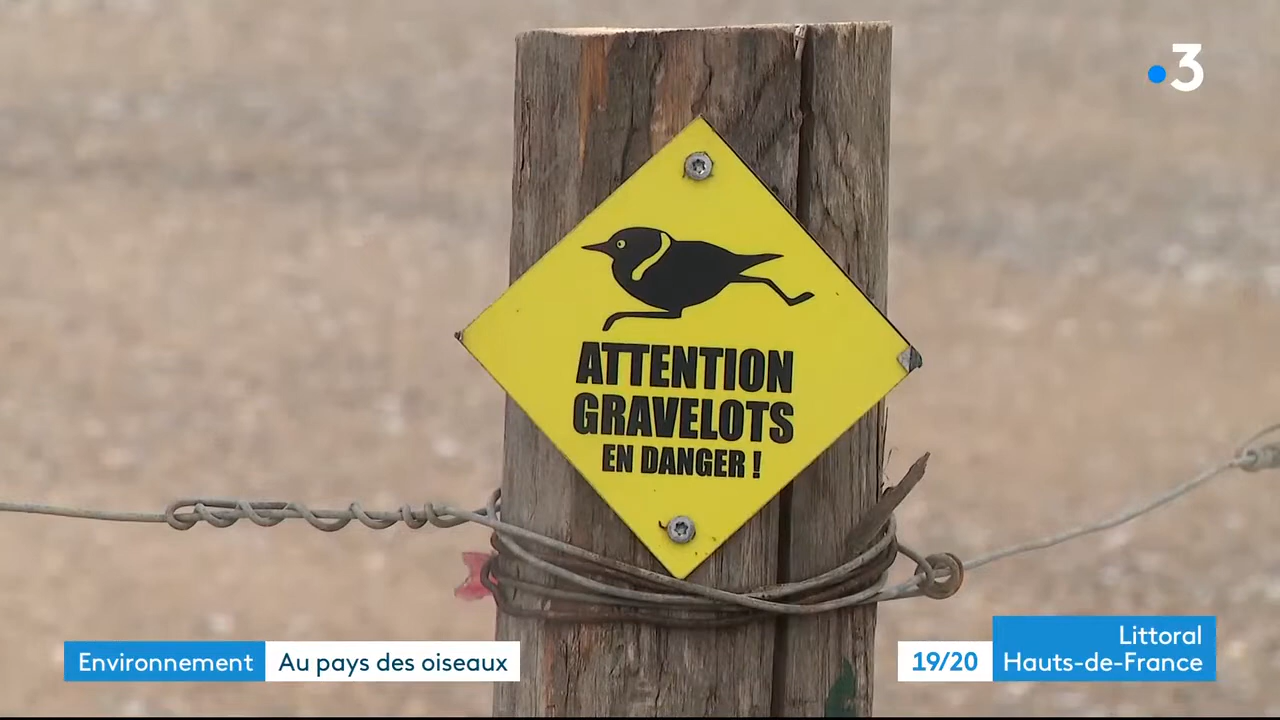 3
ATTENTION
GRAVELOTS
EN DANGER !
Environnement Au pays des oiseaux
19/20 Littoral
Hauts-de-France